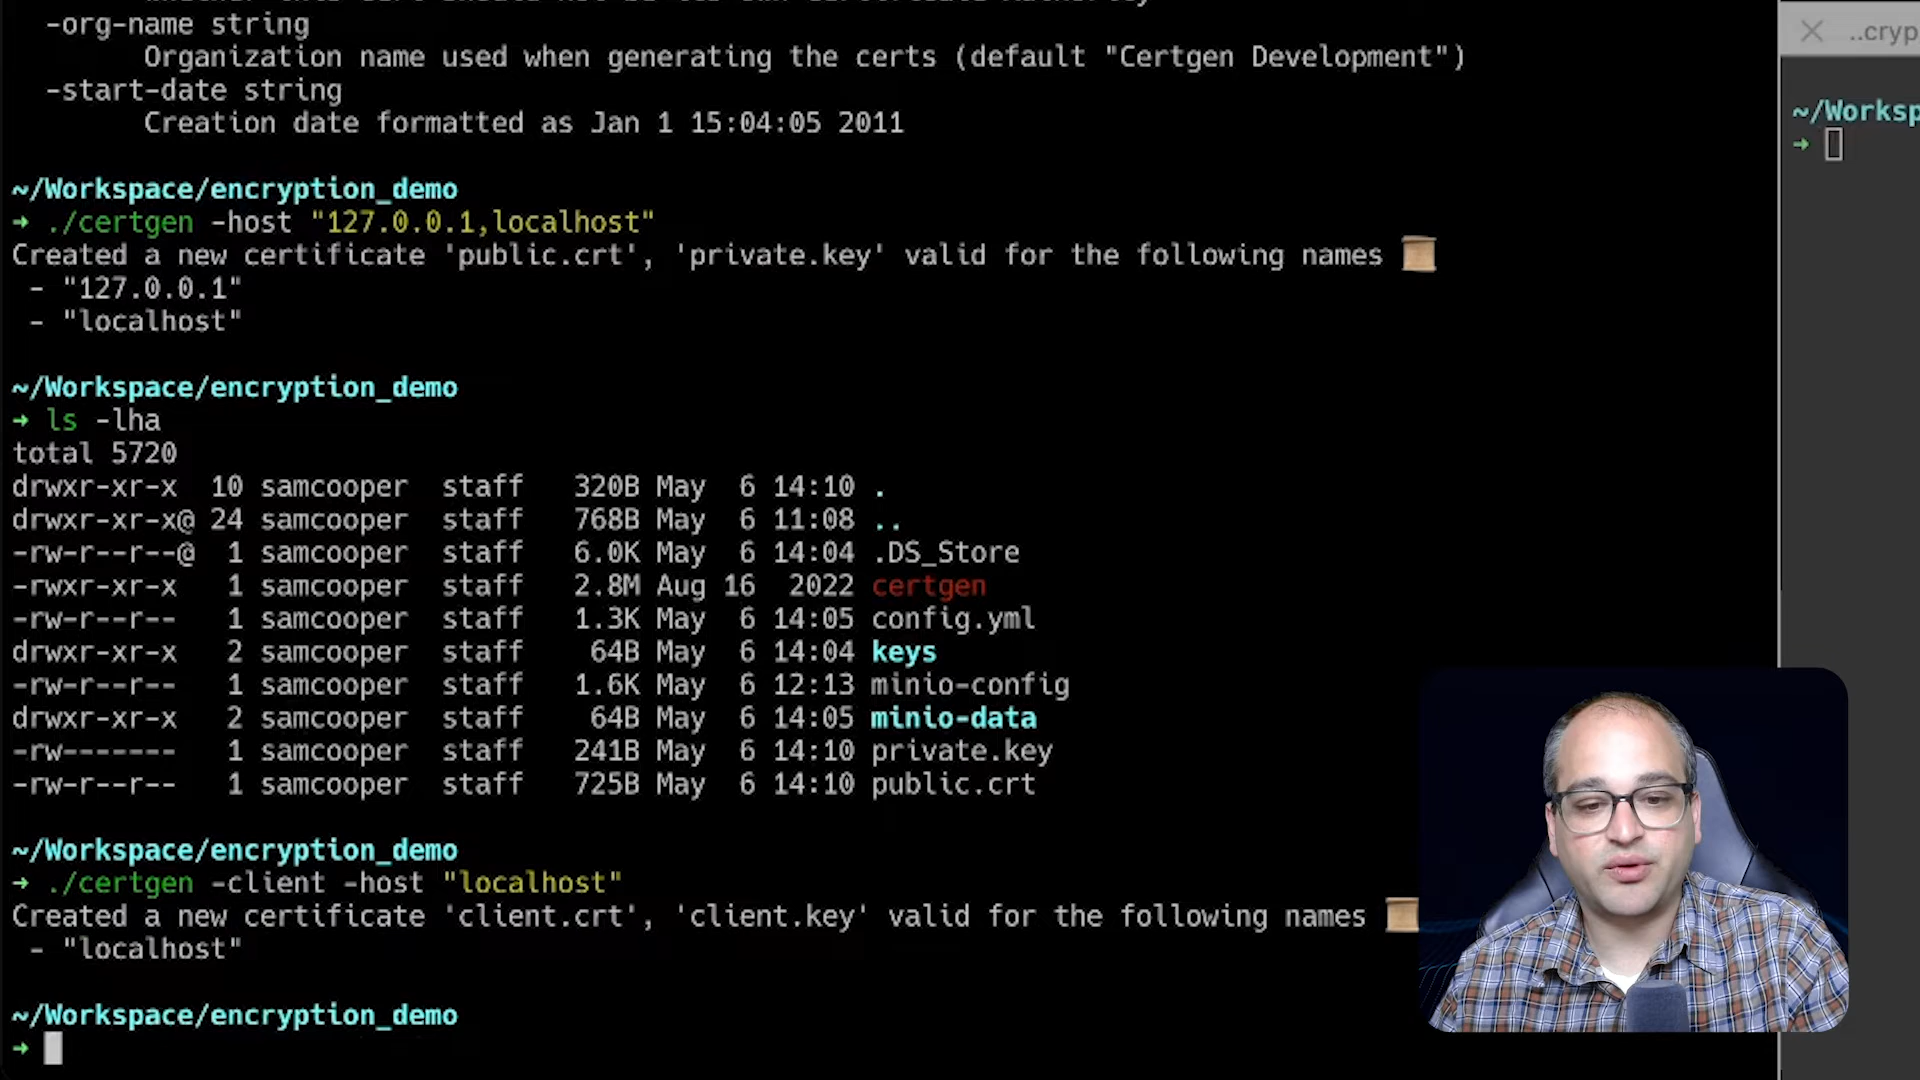 -org-name string
Organization name used when generating the certs (default "Certgen Development")
-start-date string
Creation date formatted as Jan 1 15:04:05 2011
~/Workspace/encryption_demo
→ ./certgen -host "127.0.0.1,localhost"
Created a new certificate 'public.crt', 'private.key' valid for the following names
- "127.0.0.1"
- "localhost"
~/Workspace/encryption_demo
→ ls -lha
total 5720
drwxr-xr-x 10 samcooper staff 320B May 6 14:10 .
drwxr-xr-x@ 24 samcooper staff 768B May 6 11:08 ..
-rw-r--r--@ 1 samcooper staff 6.0K May 6 14:04 .DS_Store
-rwxr-xr-x 1 samcooper staff 2.8M Aug 16 2022 certgen
-rw-r--r-- 1 samcooper staff 1.3K May 6 14:05 config.yml
drwxr-xr-x 2 samcooper staff 64B May 6 14:04 keys
-rw-r--r-- 1 samcooper staff 1.6K May 6 12:13 minio-config
drwxr-xr-x 2 samcooper staff 64B May 6 14:05 minio-data
-rw------- 1 samcooper staff 241B May 6 14:10 private.key
-rw-r--r-- 1 samcooper staff 725B May 6 14:10 public.crt
~/Workspace/encryption_demo
→ ./certgen -client -host "localhost"
Created a new certificate 'client.crt', 'client.key' valid for the following names
- "localhost"
~/Workspace/encryption_demo
→
..cryp
~/Worksp
→